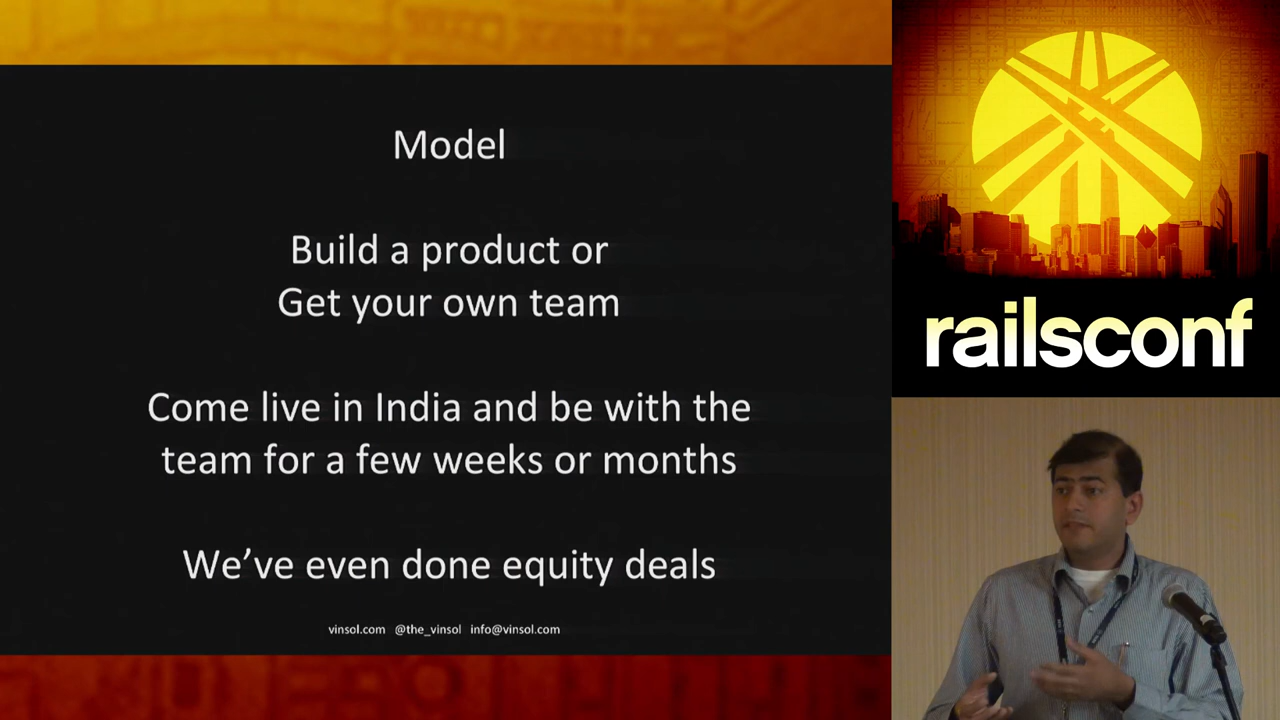 Model
Build a product or
Get your own team
Come live in India and be with the
team for a few weeks or months
We've even done equity deals
vinsol.com @the_vinsol info@vinsol.com
railsconf